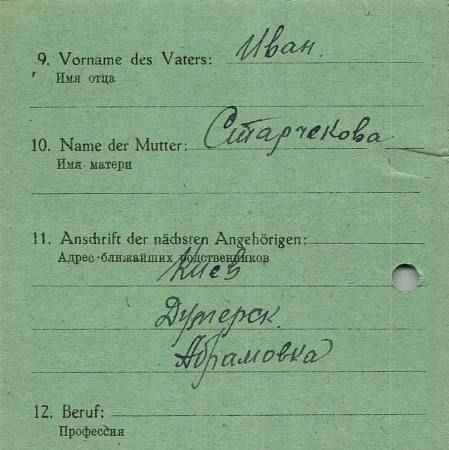 9. Vorname des Vaters: Иван.
Имя отца
10. Name der Mutter: Старчекова
Имя матери
11. Anschrift der nächsten Angehörigen:
Адрес ближайших родственников
Киев
Дымерск.
Абрамовка
12. Beruf:
Профессия